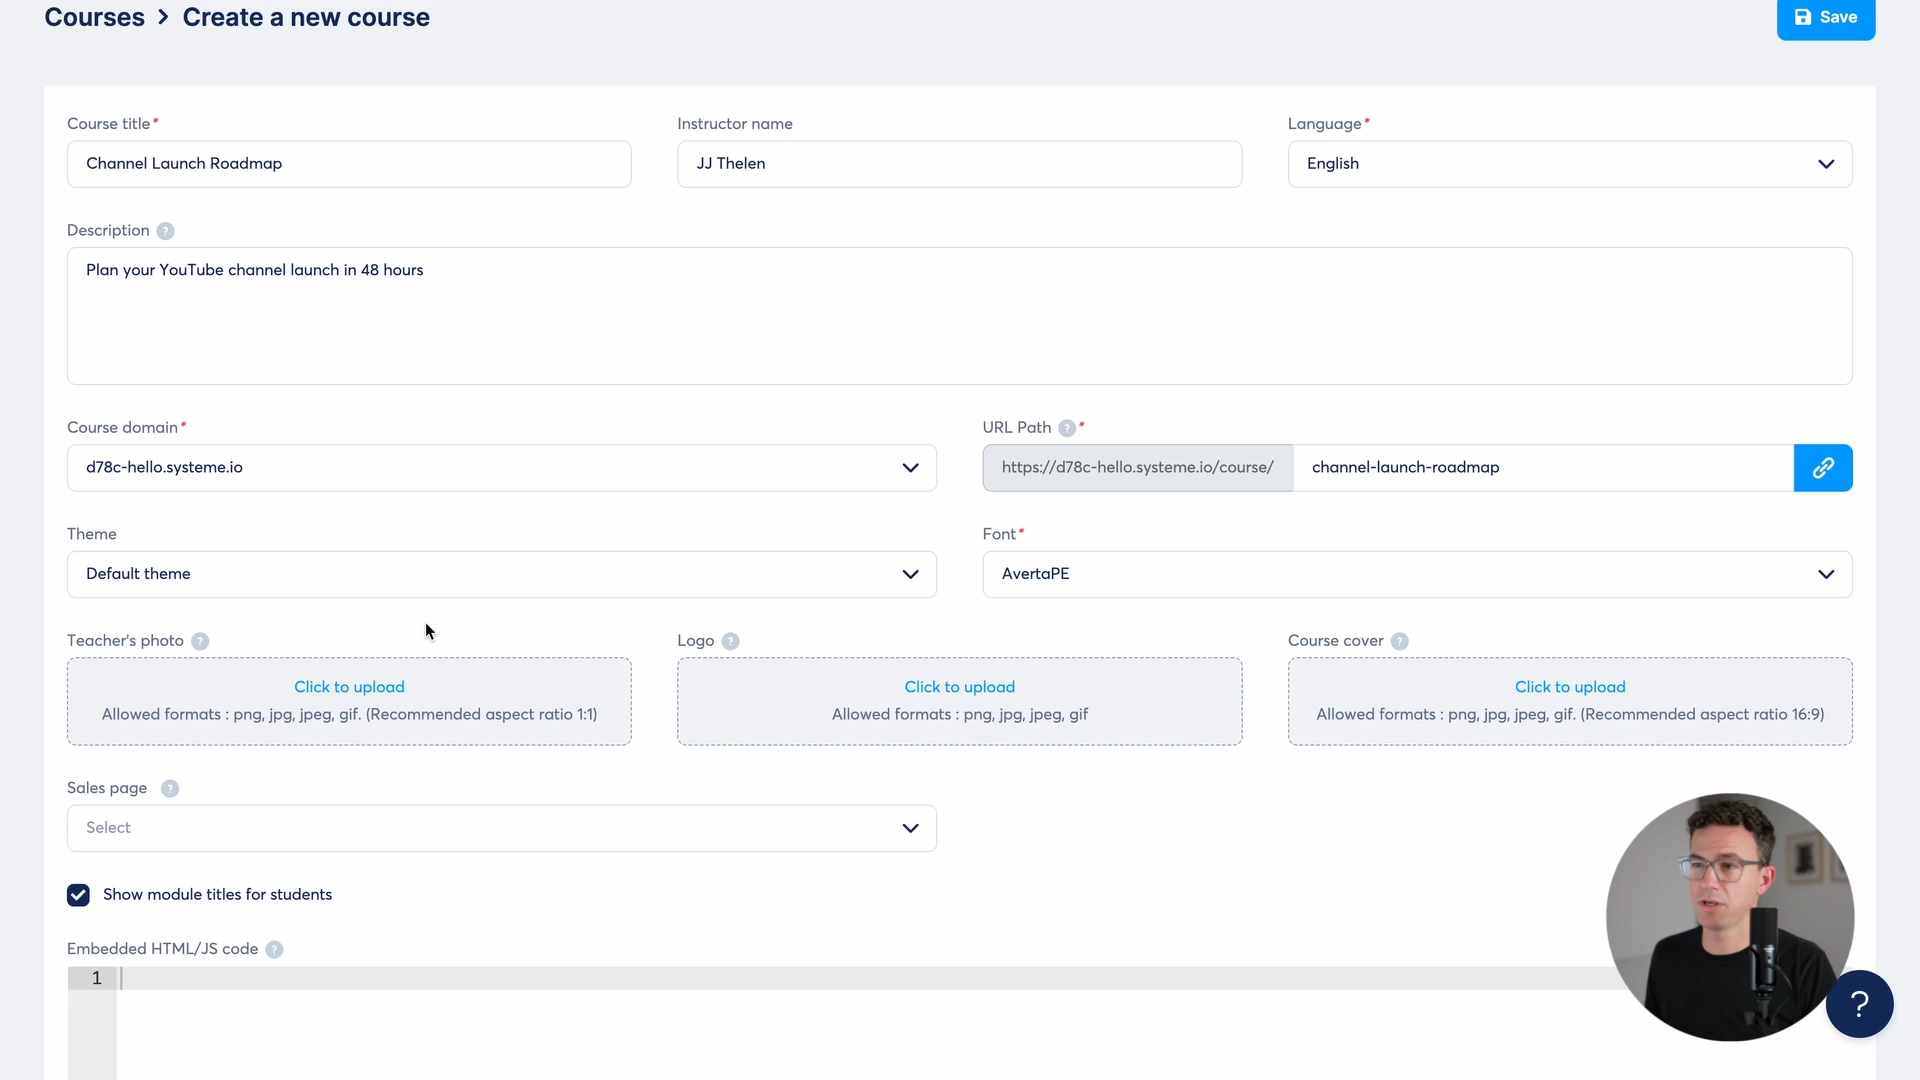 Courses > Create a new course
Save
Course title*
Instructor name
Language*
Channel Launch Roadmap
JJ Thelen
English
Description ?
Plan your YouTube channel launch in 48 hours
Course domain*
URL Path ?*
d78c-hello.systeme.io
https://d78c-hello.systeme.io/course/
channel-launch-roadmap
Theme
Font*
Default theme
AvertaPE
Teacher's photo ?
Logo ?
Course cover ?
Click to upload
Click to upload
Click to upload
Allowed formats : png, jpg, jpeg, gif. (Recommended aspect ratio 1:1)
Allowed formats : png, jpg, jpeg, gif
Allowed formats : png, jpg, jpeg, gif. (Recommended aspect ratio 16:9)
Sales page ?
Select
Show module titles for students
Embedded HTML/JS code ?
1
?